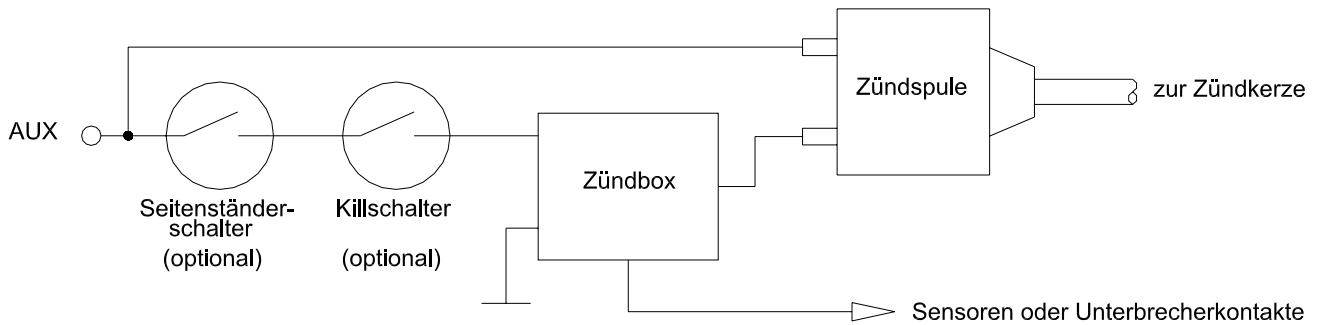 Zündspule
zur Zündkerze
AUX
Zündbox
Seitenständer-
schalter
(optional)
Killschalter
(optional)
Sensoren oder Unterbrecherkontakte